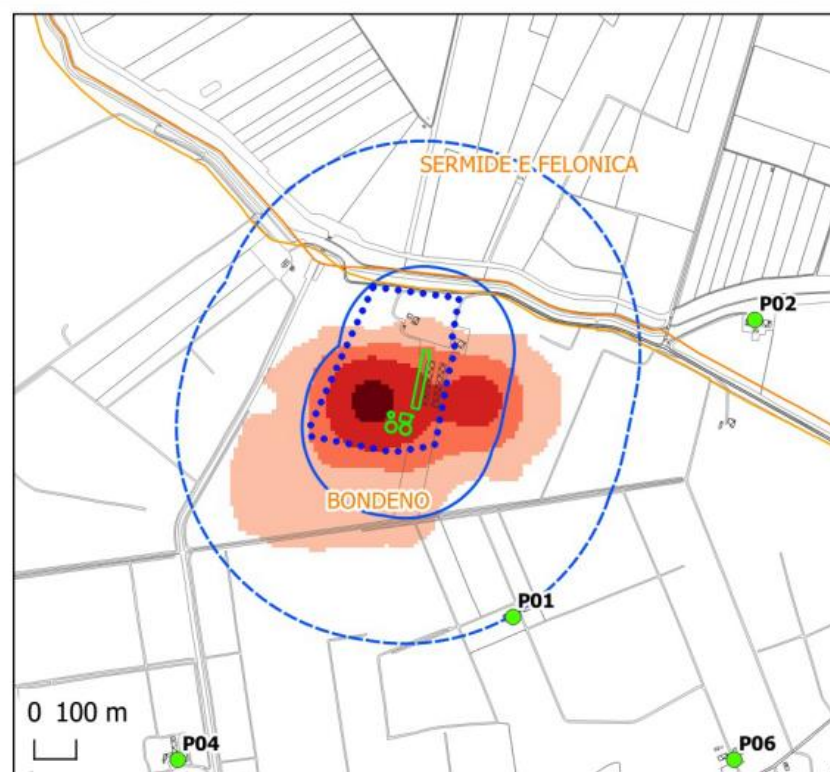 SERMIDE E FELONICA
P02
BONDENO
P01
0 100 m
P04
P06